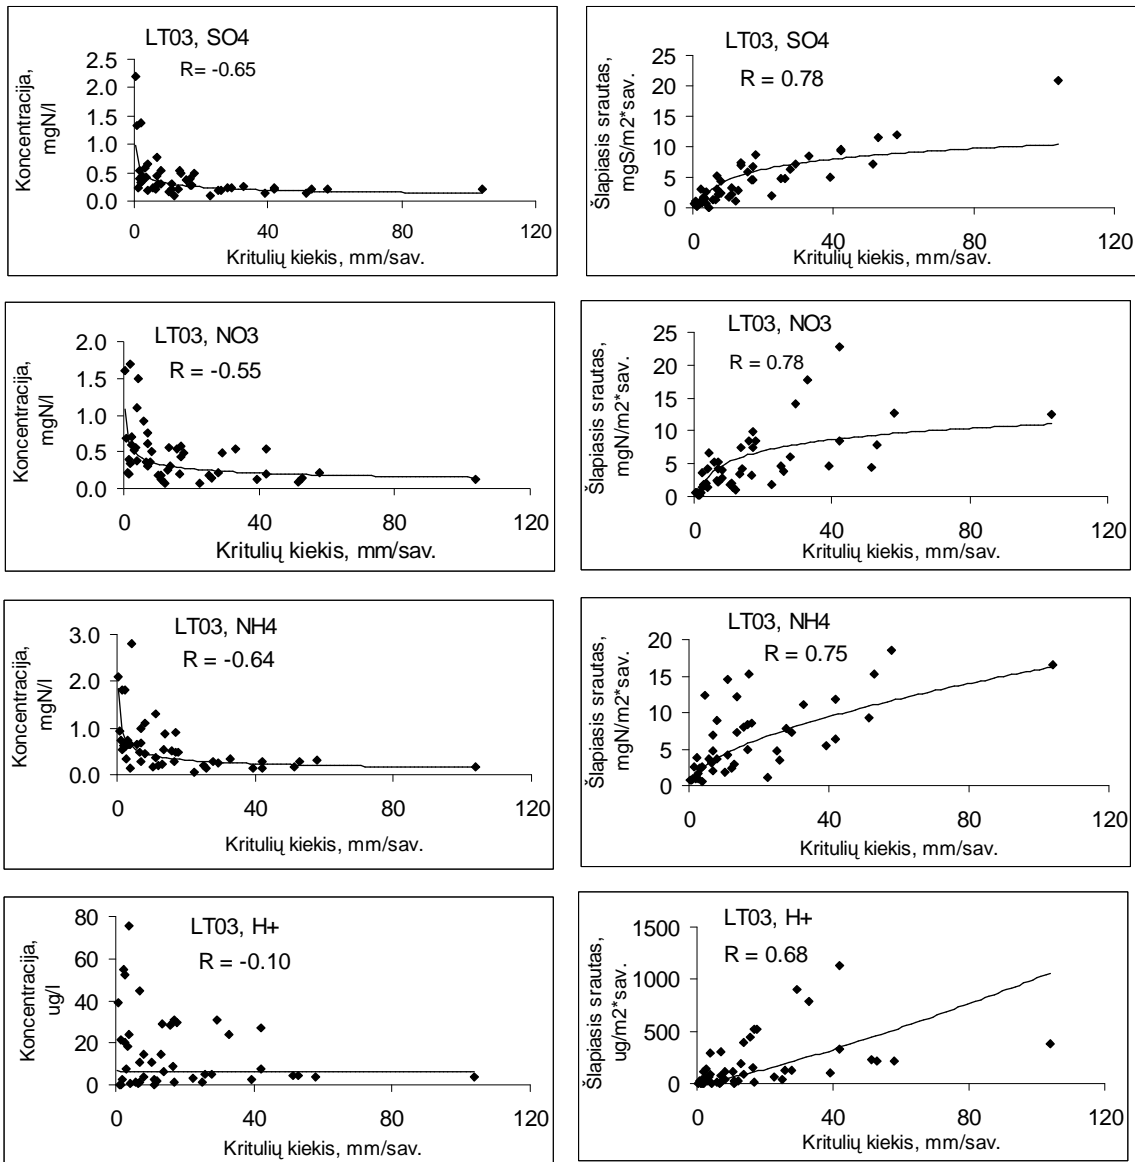 LT03, SO4
R= -0.65
Koncentracija,
mgN/l
2.5
2.0
1.5
1.0
0.5
0.0
0
40
80
120
Kritulių kiekis, mm/sav.
LT03, SO4
R = 0.78
Šlapiasis srautas,
mgS/m2*sav.
25
20
15
10
5
0
0
40
80
120
Kritulių kiekis, mm/sav.
LT03, NO3
R = -0.55
Koncentracija,
mgN/l
2.0
1.5
1.0
0.5
0.0
0
40
80
120
Kritulių kiekis, mm/sav.
LT03, NO3
R = 0.78
Šlapiasis srautas,
mgN/m2*sav.
25
20
15
10
5
0
0
40
80
120
Kritulių kiekis, mm/sav.
LT03, NH4
R = -0.64
Koncentracija,
mgN/l
3.0
2.0
1.0
0.0
0
40
80
120
Kritulių kiekis, mm/sav.
LT03, NH4
R = 0.75
Šlapiasis srautas,
mgN/m2*sav.
20
15
10
5
0
0
40
80
120
Kritulių kiekis, mm/sav.
LT03, H+
R = -0.10
Koncentracija,
ug/l
80
60
40
20
0
0
40
80
120
Kritulių kiekis, mm/sav.
LT03, H+
R = 0.68
Šlapiasis srautas,
ug/m2*sav.
1500
1000
500
0
0
40
80
120
Kritulių kiekis, mm/sav.